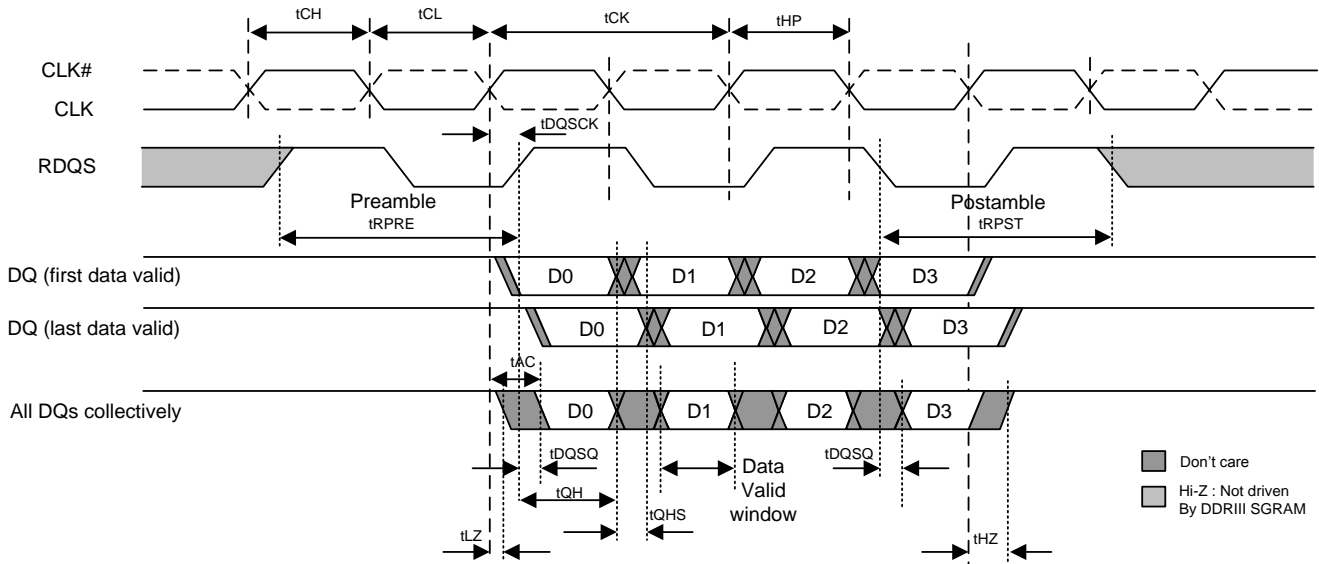 tCH
tCL
tCK
tHP
CLK#
CLK
tDQSCK
RDQS
Preamble
tRPRE
Postamble
tRPST
DQ (first data valid)
D0
D1
D2
D3
DQ (last data valid)
D0
D1
D2
D3
tAC
All DQs collectively
D0
D1
D2
D3
tDQSQ
Data
Valid
window
tDQSQ
tQH
tQHS
tLZ
tHZ
Don't care
Hi-Z : Not driven
By DDRIII SGRAM